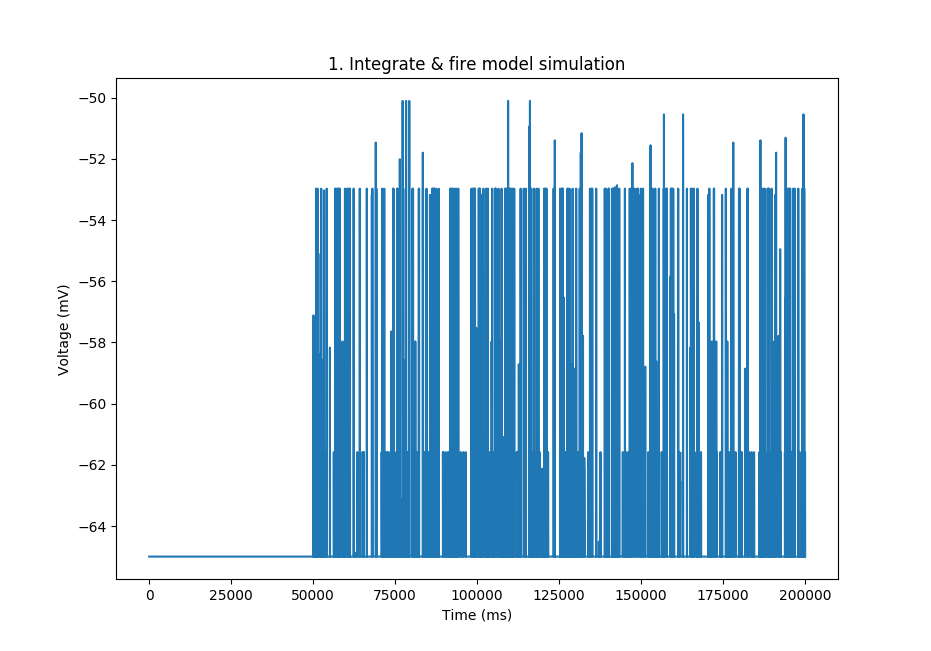 1. Integrate & fire model simulation
−50
−52
−54
−56
−58
−60
−62
−64
Voltage (mV)
0 25000 50000 75000 100000 125000 150000 175000 200000
Time (ms)